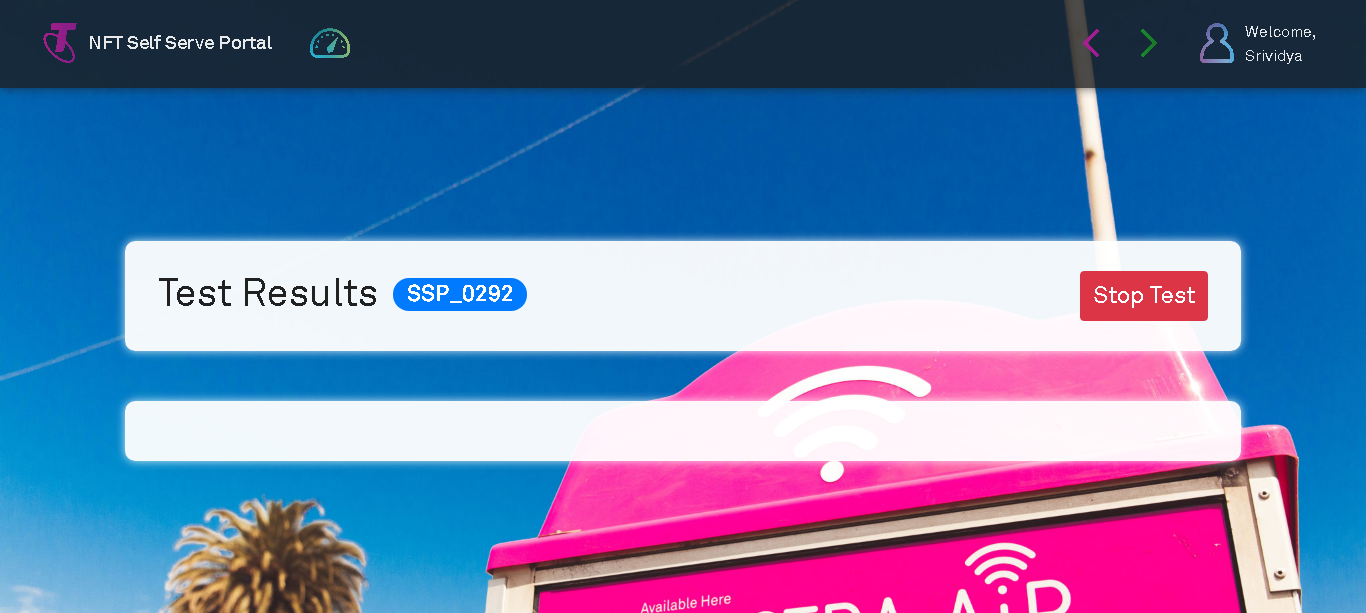 NFT Self Serve Portal
Welcome,
Srividya
Test Results
SSP_0292
Stop Test
Available Here